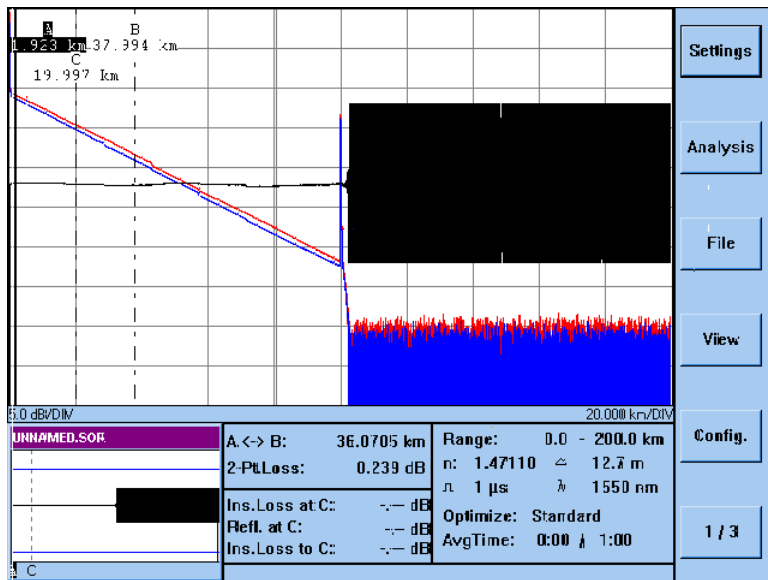 A B
1.923 km 37.994 km
C
19.997 km
5.0 dB/DIV 20.000 km/DIV
Settings
Analysis
File
View
Config.
1 / 3
UNNAMED.SOR
C
A <-> B: 36.0705 km
2-Pt.Loss: 0.239 dB
Ins.Loss at C: -.-- dB
Refl. at C: -.-- dB
Ins.Loss to C: -.-- dB
Range: 0.0 - 200.0 km
n: 1.47110 12.7 m
1 µs λ 1550 nm
Optimize: Standard
AvgTime: 0:00 / 1:00